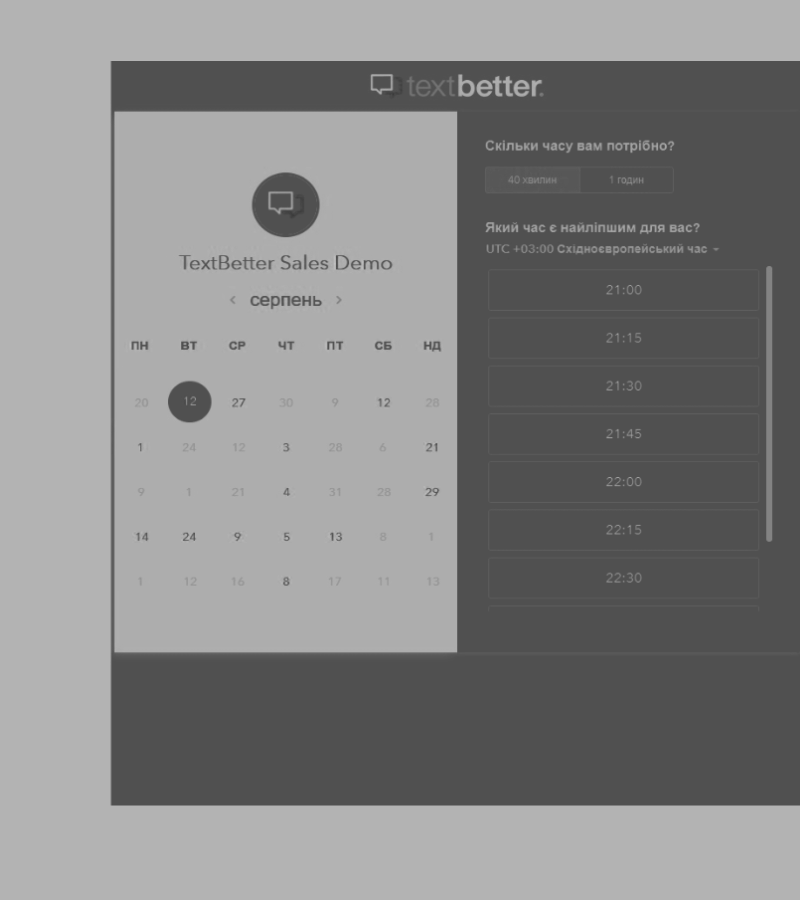 textbetter.
TextBetter Sales Demo
‹ серпень ›
ПН ВТ СР ЧТ ПТ СБ НД
20 12 27 30 9 12 28
1 24 12 3 28 6 21
9 1 21 4 31 28 29
14 24 9 5 13 8 1
1 12 16 8 17 11 13
Скільки часу вам потрібно?
40 хвилин 1 годин
Який час є найліпшим для вас?
UTC +03:00 Східноєвропейський час
21:00
21:15
21:30
21:45
22:00
22:15
22:30